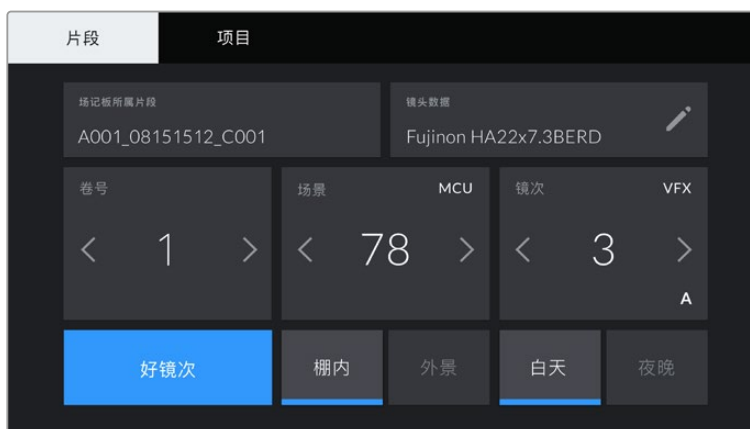 片段 项目
场记板所属片段 镜头数据
A001_08151512_C001 Fujinon HA22x7.3BERD
卷号 场景 MCU 镜次 VFX
1 78 3
A
好镜次 棚内 外景 白天 夜晚